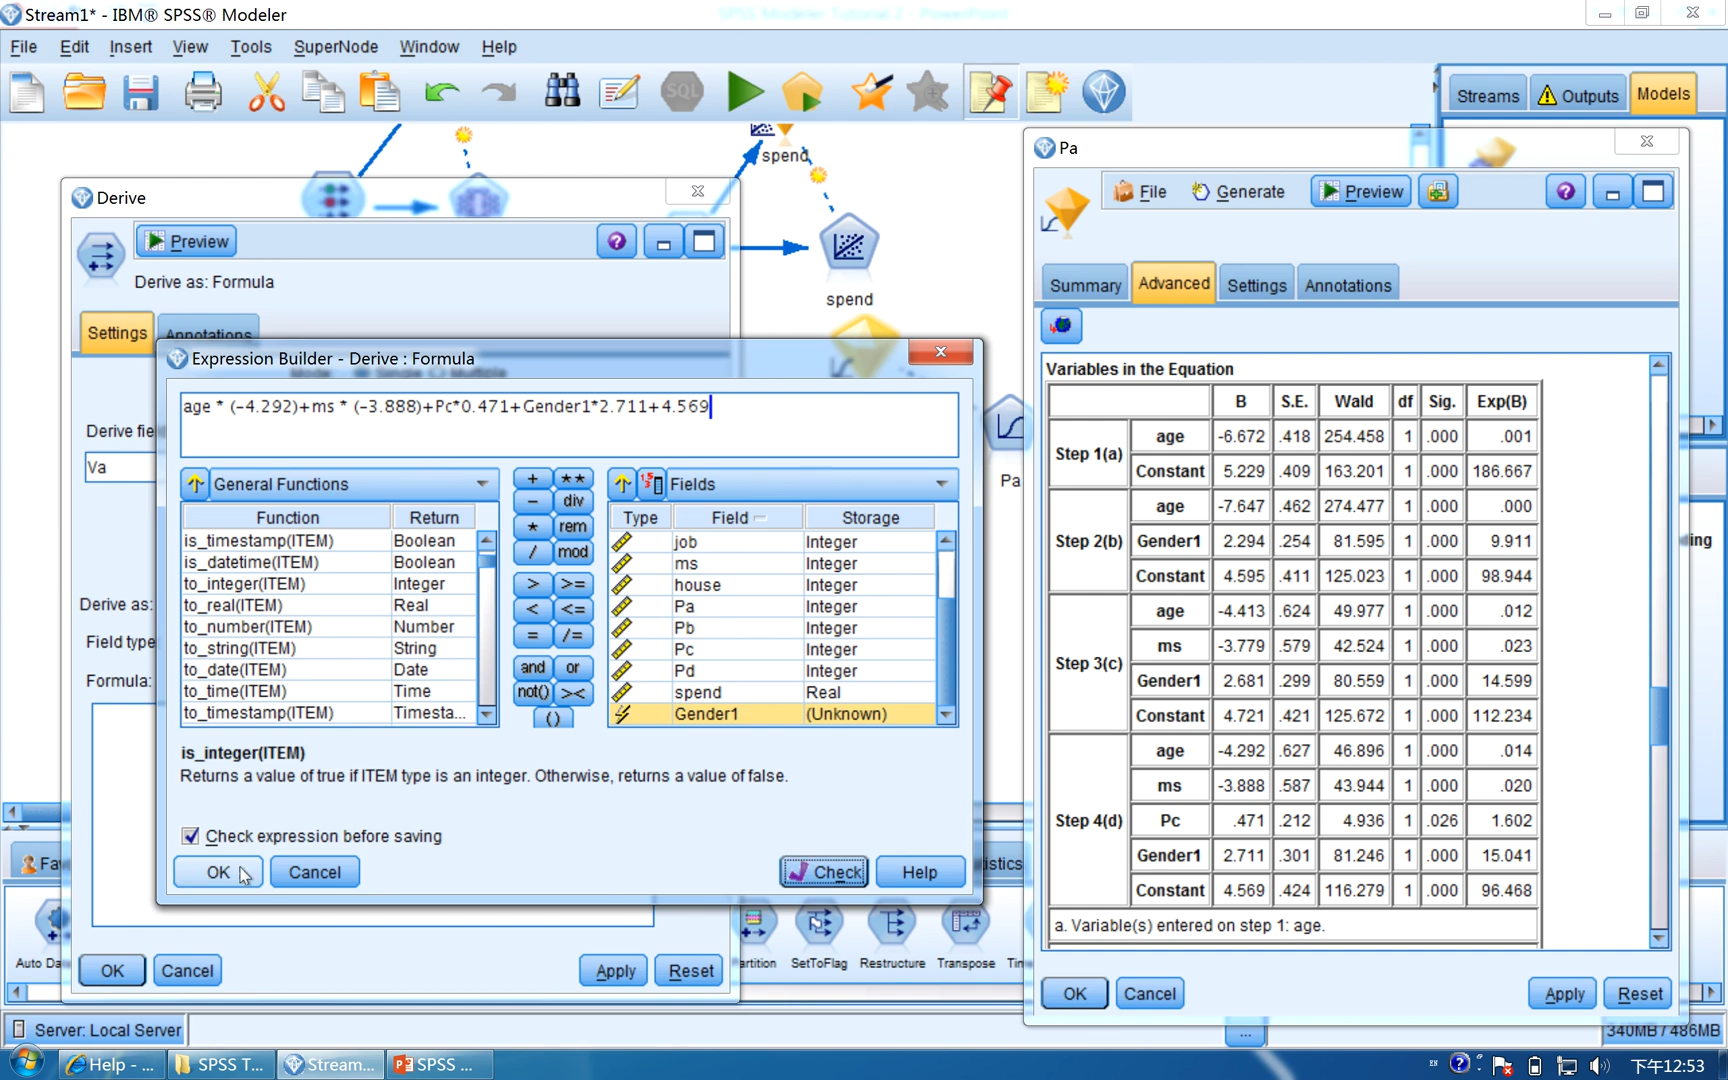 Stream1* - IBM® SPSS® Modeler
File Edit Insert View Tools SuperNode Window Help
SQL
Streams Outputs Models
spend
spend
Pa
Derive
Preview
Derive as: Formula
Settings Annotations
Mode: Single Multiple
Derive fie
Va
Derive as:
Field type
Formula:
OK Cancel Apply Reset
Expression Builder - Derive : Formula
age * (-4.292)+ms * (-3.888)+Pc*0.471+Gender1*2.711+4.569
General Functions
Function Return
is_timestamp(ITEM) Boolean
is_datetime(ITEM) Boolean
to_integer(ITEM) Integer
to_real(ITEM) Real
to_number(ITEM) Number
to_string(ITEM) String
to_date(ITEM) Date
to_time(ITEM) Time
to_timestamp(ITEM) Timesta...
+ **
- div
* rem
/ mod
> >=
< <=
= /=
and or
not() ><
()
Fields
Type Field Storage
job Integer
ms Integer
house Integer
Pa Integer
Pb Integer
Pc Integer
Pd Integer
spend Real
Gender1 (Unknown)
is_integer(ITEM)
Returns a value of true if ITEM type is an integer. Otherwise, returns a value of false.
Check expression before saving
OK Cancel Check Help
Pa
File Generate Preview
Summary Advanced Settings Annotations
Variables in the Equation
B S.E. Wald df Sig. Exp(B)
Step 1(a) age -6.672 .418 254.458 1 .000 .001
Constant 5.229 .409 163.201 1 .000 186.667
Step 2(b) age -7.647 .462 274.477 1 .000 .000
Gender1 2.294 .254 81.595 1 .000 9.911
Constant 4.595 .411 125.023 1 .000 98.944
Step 3(c) age -4.413 .624 49.977 1 .000 .012
ms -3.779 .579 42.524 1 .000 .023
Gender1 2.681 .299 80.559 1 .000 14.599
Constant 4.721 .421 125.672 1 .000 112.234
Step 4(d) age -4.292 .627 46.896 1 .000 .014
ms -3.888 .587 43.944 1 .000 .020
Pc .471 .212 4.936 1 .026 1.602
Gender1 2.711 .301 81.246 1 .000 15.041
Constant 4.569 .424 116.279 1 .000 96.468
a. Variable(s) entered on step 1: age.
OK Cancel Apply Reset
ing
Fa
tistics
Auto Da
artition SetToFlag Restructure Transpose Tim
Server: Local Server
...
340MB / 486MB
Help - ... SPSS T... Stream... SPSS ...
EN
下午12:53